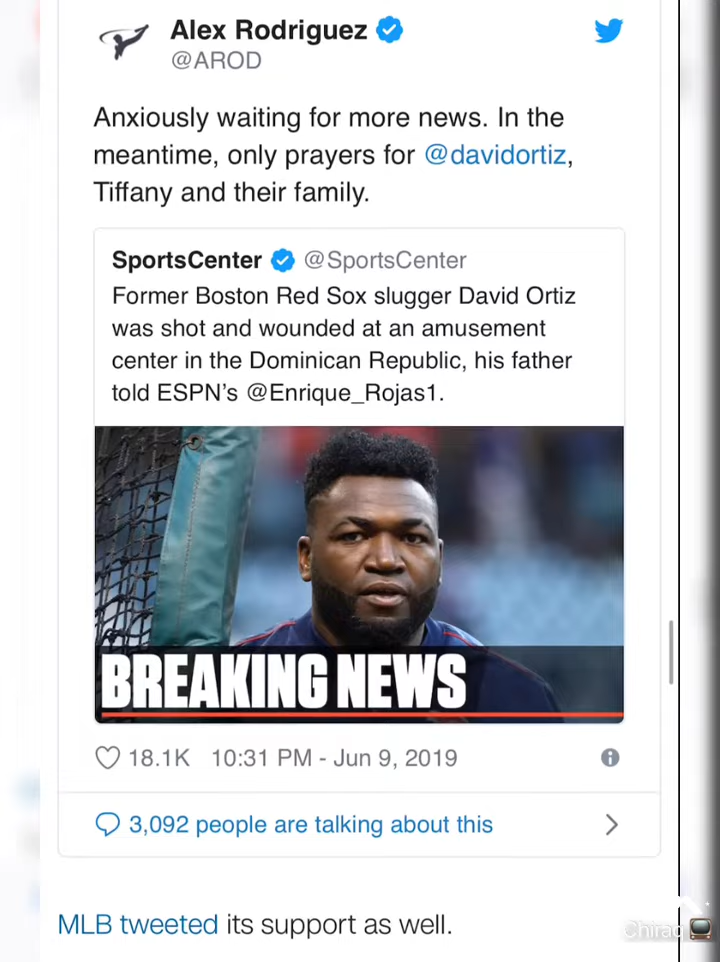 Alex Rodriguez
@AROD
Anxiously waiting for more news. In the
meantime, only prayers for @davidortiz,
Tiffany and their family.
SportsCenter @SportsCenter
Former Boston Red Sox slugger David Ortiz
was shot and wounded at an amusement
center in the Dominican Republic, his father
told ESPN's @Enrique_Rojas1.
BREAKING NEWS
18.1K 10:31 PM - Jun 9, 2019
3,092 people are talking about this
MLB tweeted its support as well.
Chiraq